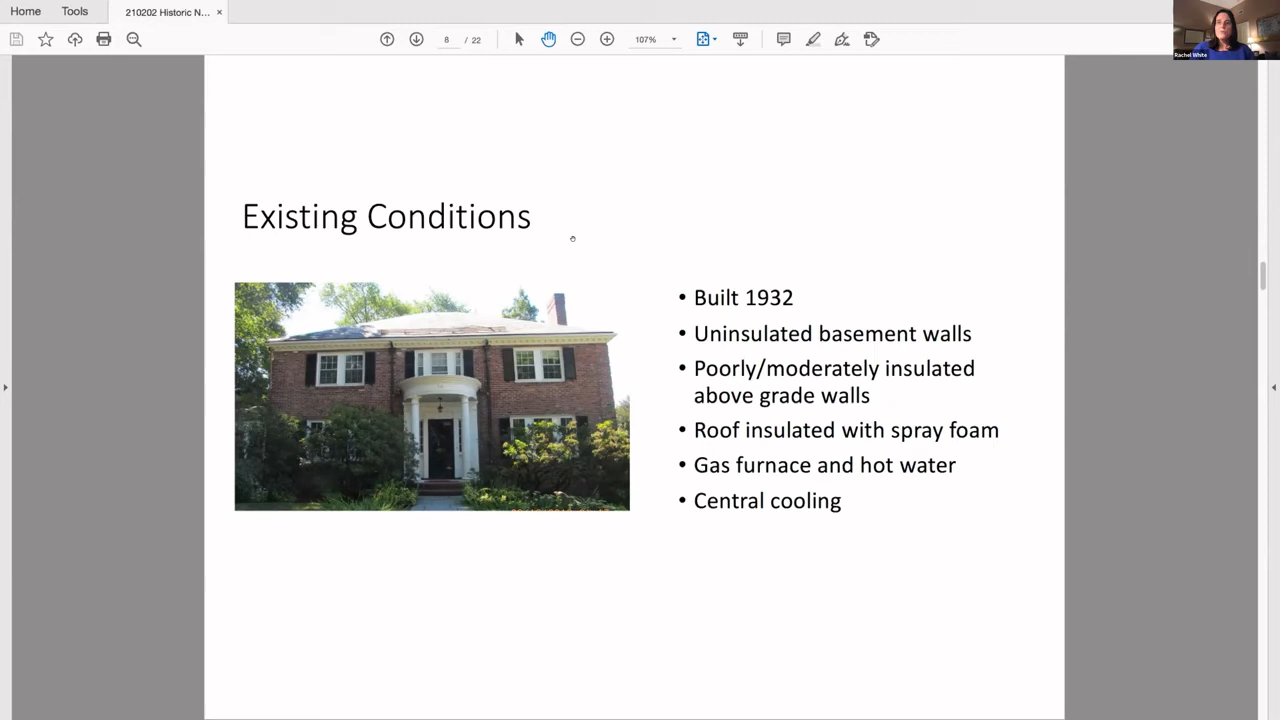 Home
Tools
210202 Historic N...
8 / 22
107%
Rachel White
Existing Conditions
• Built 1932
• Uninsulated basement walls
• Poorly/moderately insulated
above grade walls
• Roof insulated with spray foam
• Gas furnace and hot water
• Central cooling